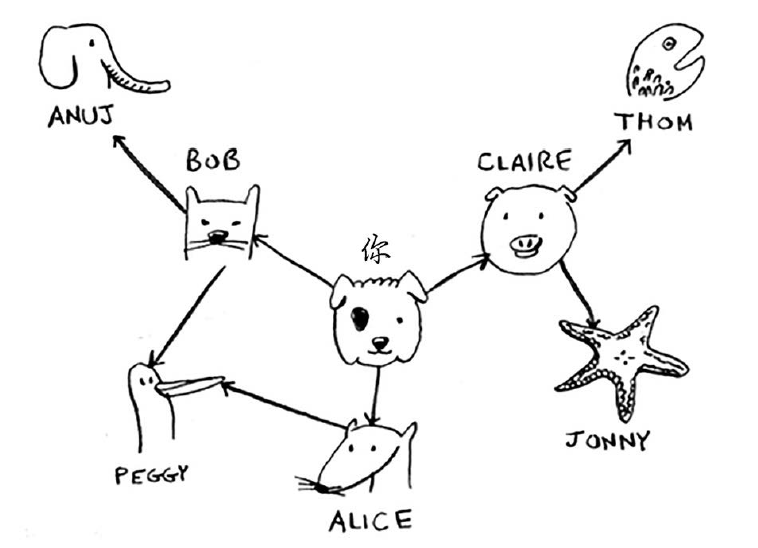 ANUJ
THOM
BOB
CLAIRE
你
JONNY
PEGGY
ALICE